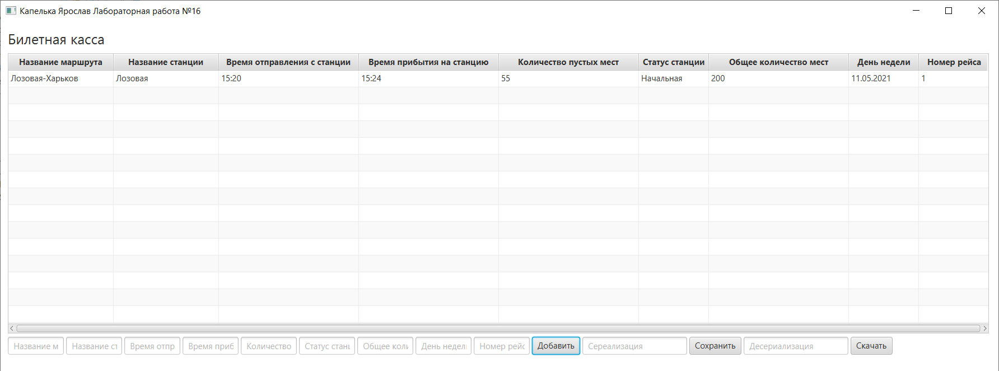 Капелька Ярослав Лабораторная работа №16
Билетная касса
Название маршрута Название станции Время отправления с станции Время прибытия на станцию Количество пустых мест Статус станции Общее количество мест День недели Номер рейса
Лозовая-Харьков Лозовая 15:20 15:24 55 Начальная 200 11.05.2021 1
Название м Название ст Время отпр Время приб Количество Статус стан Общее коли День недел Номер рейс Добавить Сереализация Сохранить Десериализация Скачать